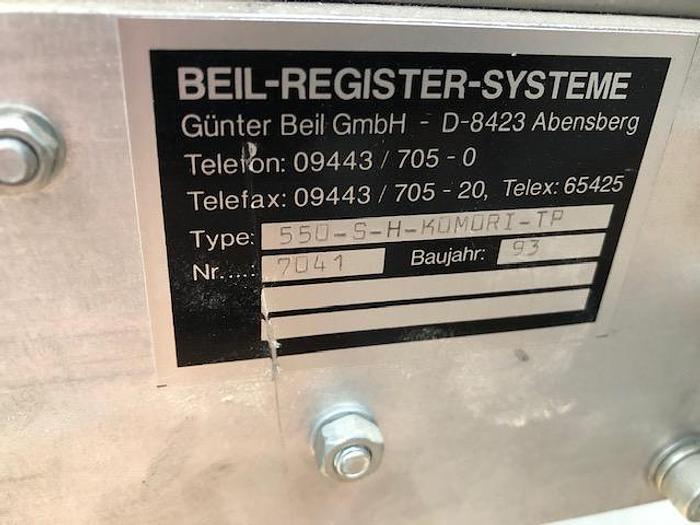 BEIL-REGISTER-SYSTEME
Günter Beil GmbH - D-8423 Abensberg
Telefon: 09443 / 705 - 0
Telefax: 09443 / 705 - 20, Telex: 65425
Type: 550-S-H-KOMORI-TP
Nr....: 7041 Baujahr: 93